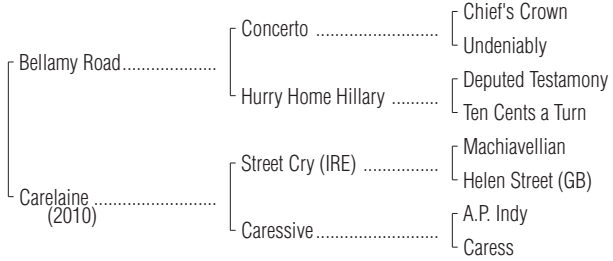 Chief's Crown
Concerto ........................
Undeniably
Bellamy Road....................
Deputed Testamony
Hurry Home Hillary ..........
Ten Cents a Turn
Machiavellian
Street Cry (IRE) ................
Helen Street (GB)
Carelaine ..........................
(2010)
A.P. Indy
Caressive..........................
Caress